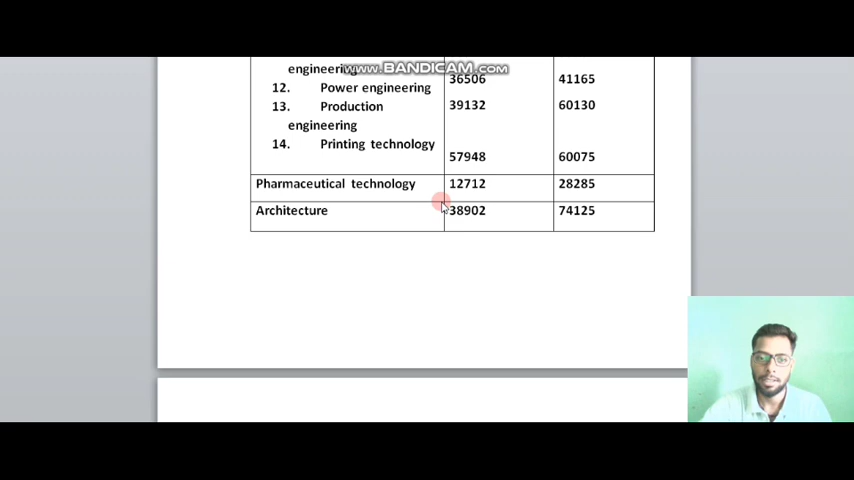 www.BANDICAM.com
engineering 36506 41165
12. Power engineering
13. Production 39132 60130
engineering
14. Printing technology
57948 60075
Pharmaceutical technology 12712 28285
Architecture 38902 74125